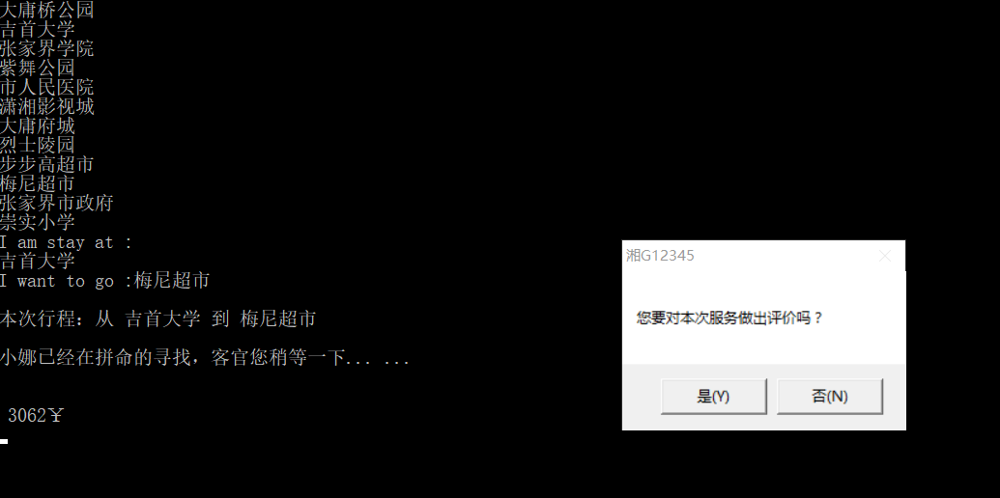 大庸桥公园
吉首大学
张家界学院
紫舞公园
市人民医院
潇湘影视城
大庸府城
烈士陵园
步步高超市
梅尼超市
张家界市政府
崇实小学
I am stay at :
吉首大学
I want to go :梅尼超市
本次行程: 从 吉首大学 到 梅尼超市
小娜已经在拼命的寻找，客官您稍等一下... ...
3062￥
湘G12345
您要对本次服务做出评价吗？
是(Y)
否(N)